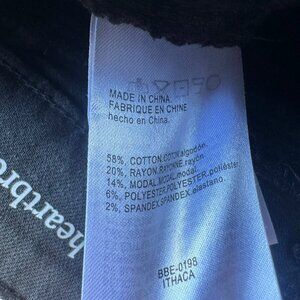 MADE IN CHINA.
FABRIQUE EN CHINE
hecho en China.
58%, COTTON.COTON.algodón.
20%, RAYON.RAYONNE.rayón.
14%, MODAL.MODAL.modal.
6%, POLYESTER.POLYESTER.poliéster
2%, SPANDEX.SPANDEX.elastano.
BBE-0198
ITHACA
heartbro